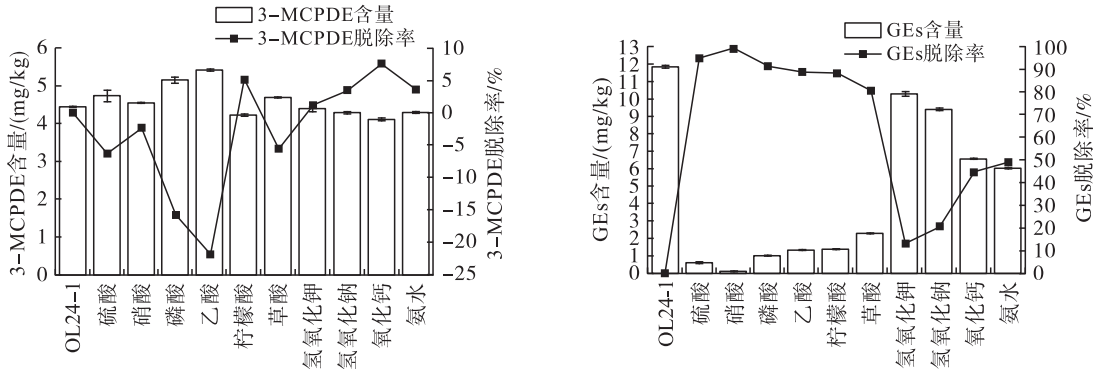 3-MCPDE含量
3-MCPDE脱除率
3-MCPDE含量/(mg/kg)
6
5
4
3
2
1
0
10
5
0
-5
-10
-15
-20
-25
3-MCPDE脱除率/%
OL24-1
硫酸
硝酸
磷酸
乙酸
柠檬酸
草酸
氢氧化钾
氢氧化钠
氧化钙
氨水
GEs含量
GEs脱除率
GEs含量/(mg/kg)
13
12
11
10
9
8
7
6
5
4
3
2
1
0
100
90
80
70
60
50
40
30
20
10
0
GEs脱除率/%
OL24-1
硫酸
硝酸
磷酸
乙酸
柠檬酸
草酸
氢氧化钾
氢氧化钠
氧化钙
氨水